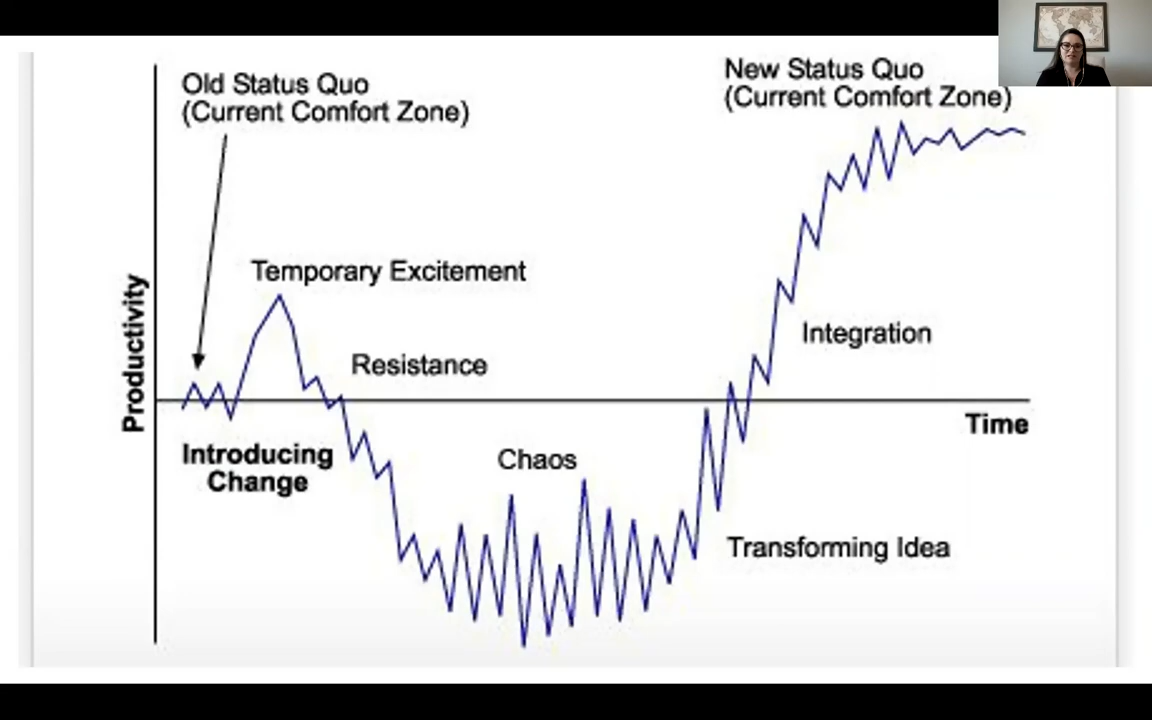 Old Status Quo
(Current Comfort Zone)
New Status Quo
(Current Comfort Zone)
Temporary Excitement
Resistance
Integration
Productivity
Time
Introducing
Change
Chaos
Transforming Idea